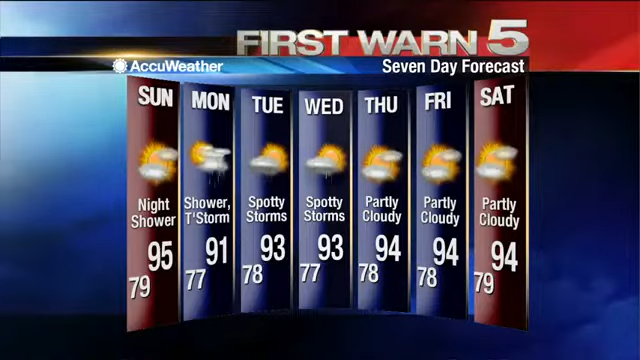 FIRST WARN 5
AccuWeather
Seven Day Forecast
SUN
Night
Shower
95
79
MON
Shower,
T'Storm
91
77
TUE
Spotty
Storms
93
78
WED
Spotty
Storms
93
77
THU
Partly
Cloudy
94
78
FRI
Partly
Cloudy
94
78
SAT
Partly
Cloudy
94
79